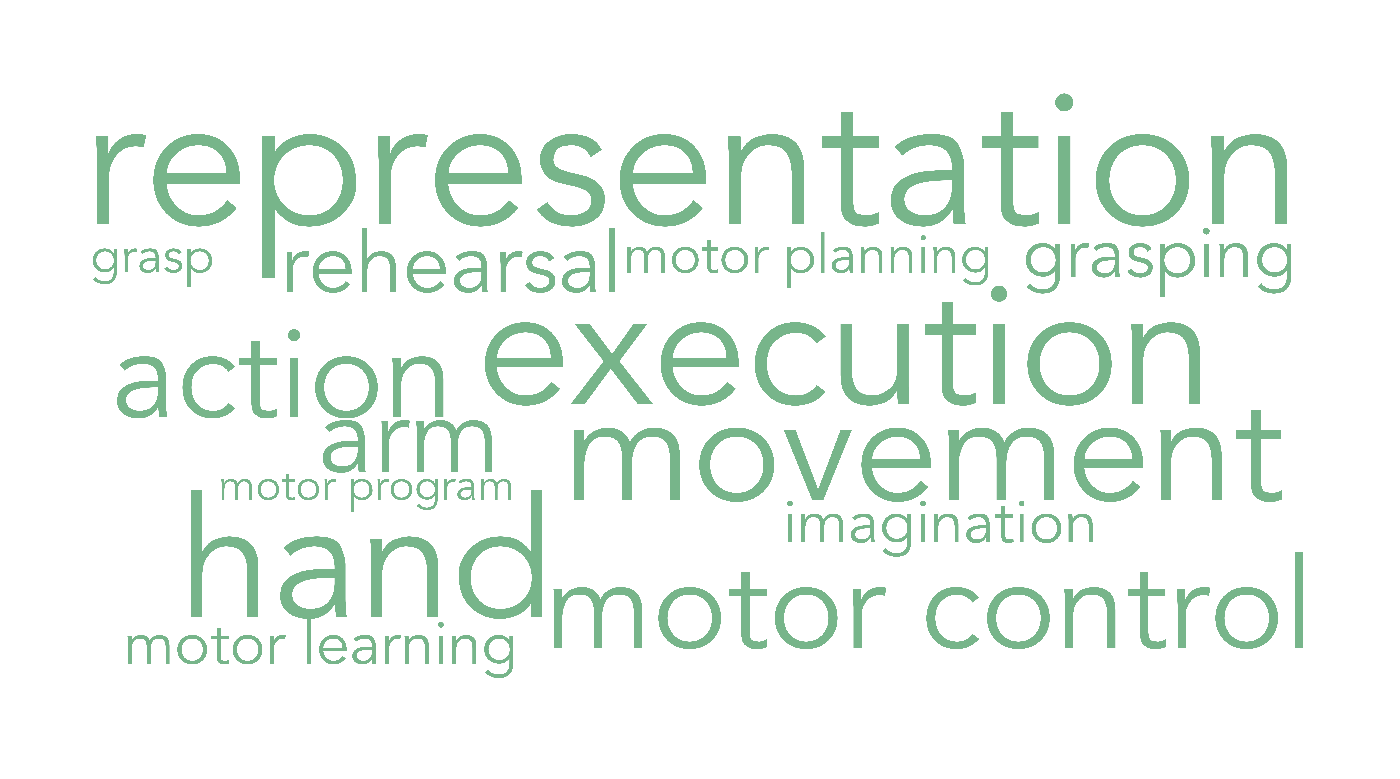 representation
grasp rehearsal motor planning grasping
action execution
arm movement
motor program imagination
hand motor control
motor learning